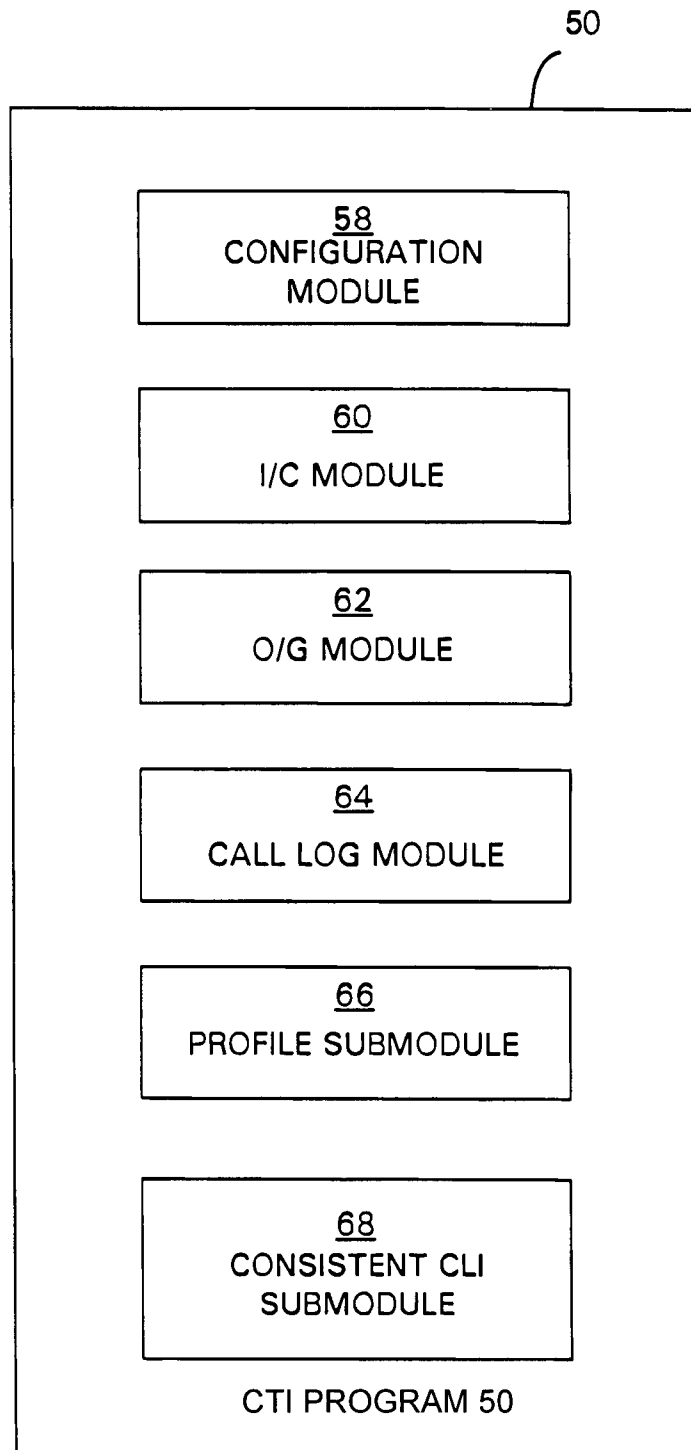 50
58
CONFIGURATION
MODULE
60
I/C MODULE
62
O/G MODULE
64
CALL LOG MODULE
66
PROFILE SUBMODULE
68
CONSISTENT CLI
SUBMODULE
CTI PROGRAM 50